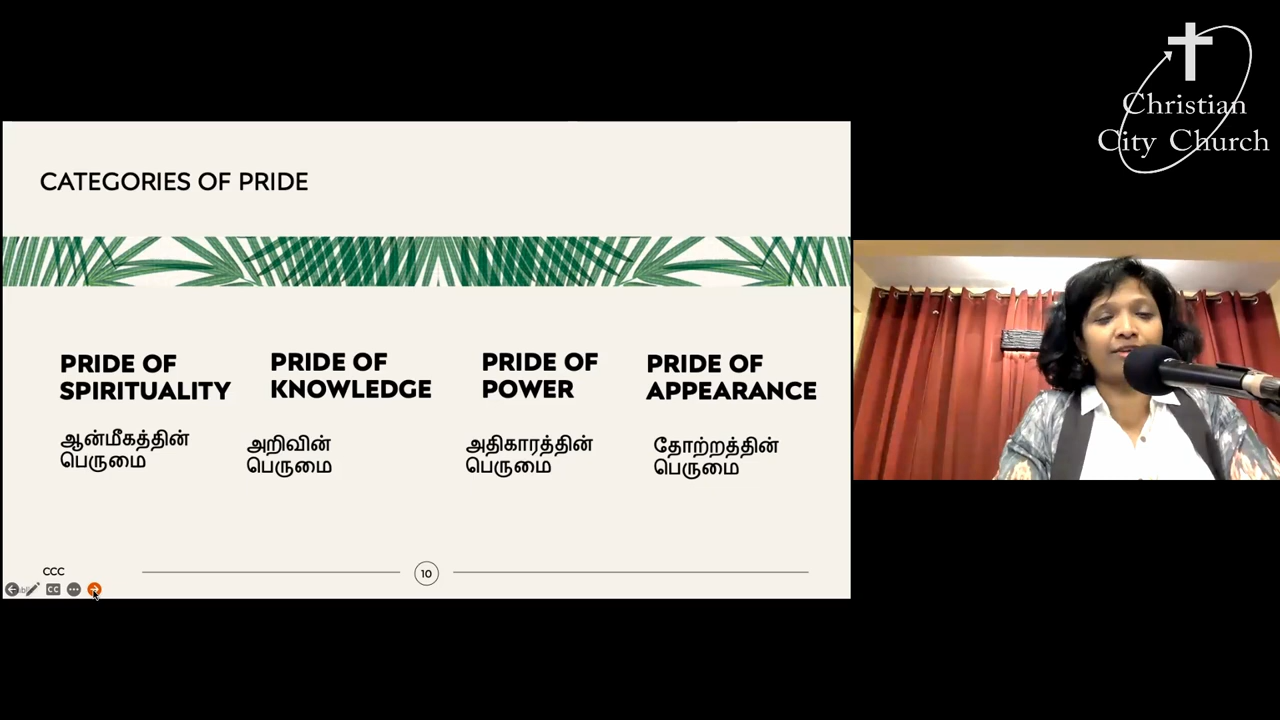 Christian
City Church
CATEGORIES OF PRIDE
PRIDE OF
SPIRITUALITY
ஆன்மீகத்தின்
பெருமை
PRIDE OF
KNOWLEDGE
அறிவின்
பெருமை
PRIDE OF
POWER
அதிகாரத்தின்
பெருமை
PRIDE OF
APPEARANCE
தோற்றத்தின்
பெருமை
CCC
10
CC